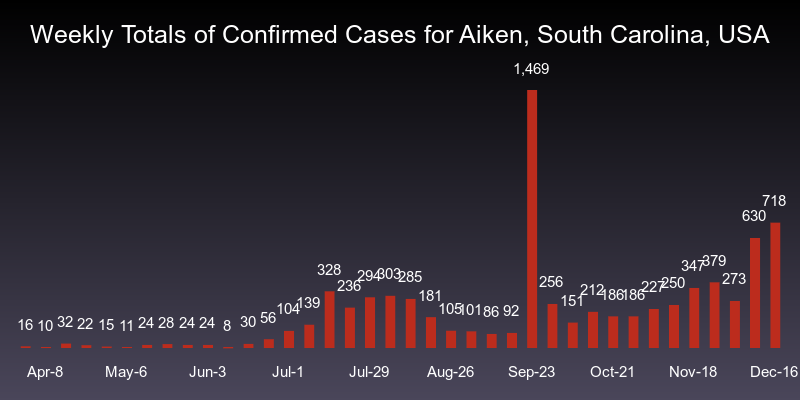 Weekly Totals of Confirmed Cases for Aiken, South Carolina, USA
1,469
718
630
328 347 379
294 303 285 256 273
236 212 227 250
181 186 186
139 151
104 105 101
16 10 32 22 15 11 24 28 24 24 8 30 56 86 92
Apr-8 May-6 Jun-3 Jul-1 Jul-29 Aug-26 Sep-23 Oct-21 Nov-18 Dec-16